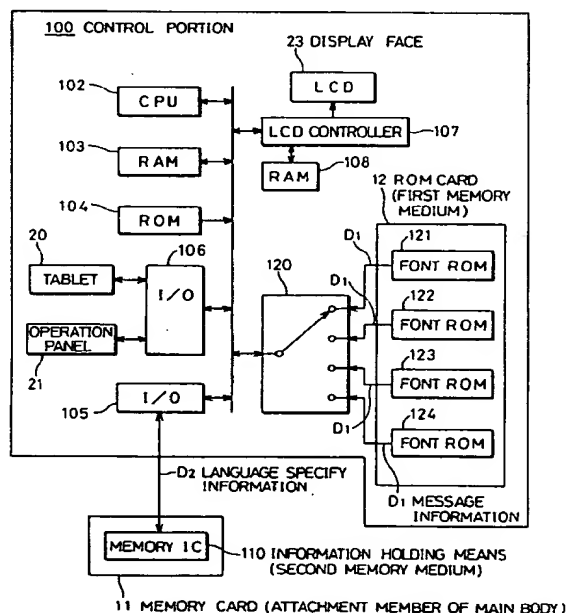 100 CONTROL PORTION
23 DISPLAY FACE
LCD
102
CPU
LCD CONTROLLER
107
103
RAM
RAM
108
12 ROM CARD
(FIRST MEMORY
MEDIUM)
104
ROM
20
106
D1
121
TABLET
I/O
120
FONT ROM
D1
122
FONT ROM
OPERATION
PANEL
123
21
I/O
FONT ROM
105
D1
124
FONT ROM
D2 LANGUAGE SPECIFY
INFORMATION
D1 MESSAGE
INFORMATION
MEMORY IC
110 INFORMATION HOLDING MEANS
(SECOND MEMORY MEDIUM)
11 MEMORY CARD (ATTACHMENT MEMBER OF MAIN BODY)